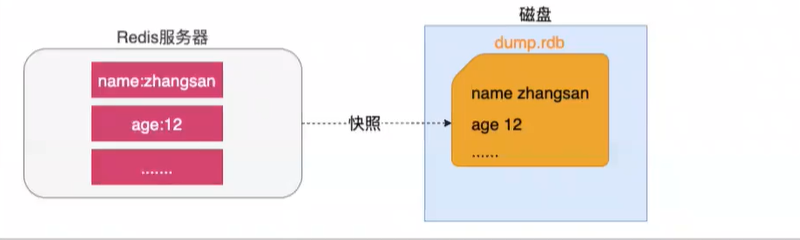 磁盘
Redis服务器
dump.rdb
name:zhangsan
name zhangsan
age:12
快照
age 12
.......
......